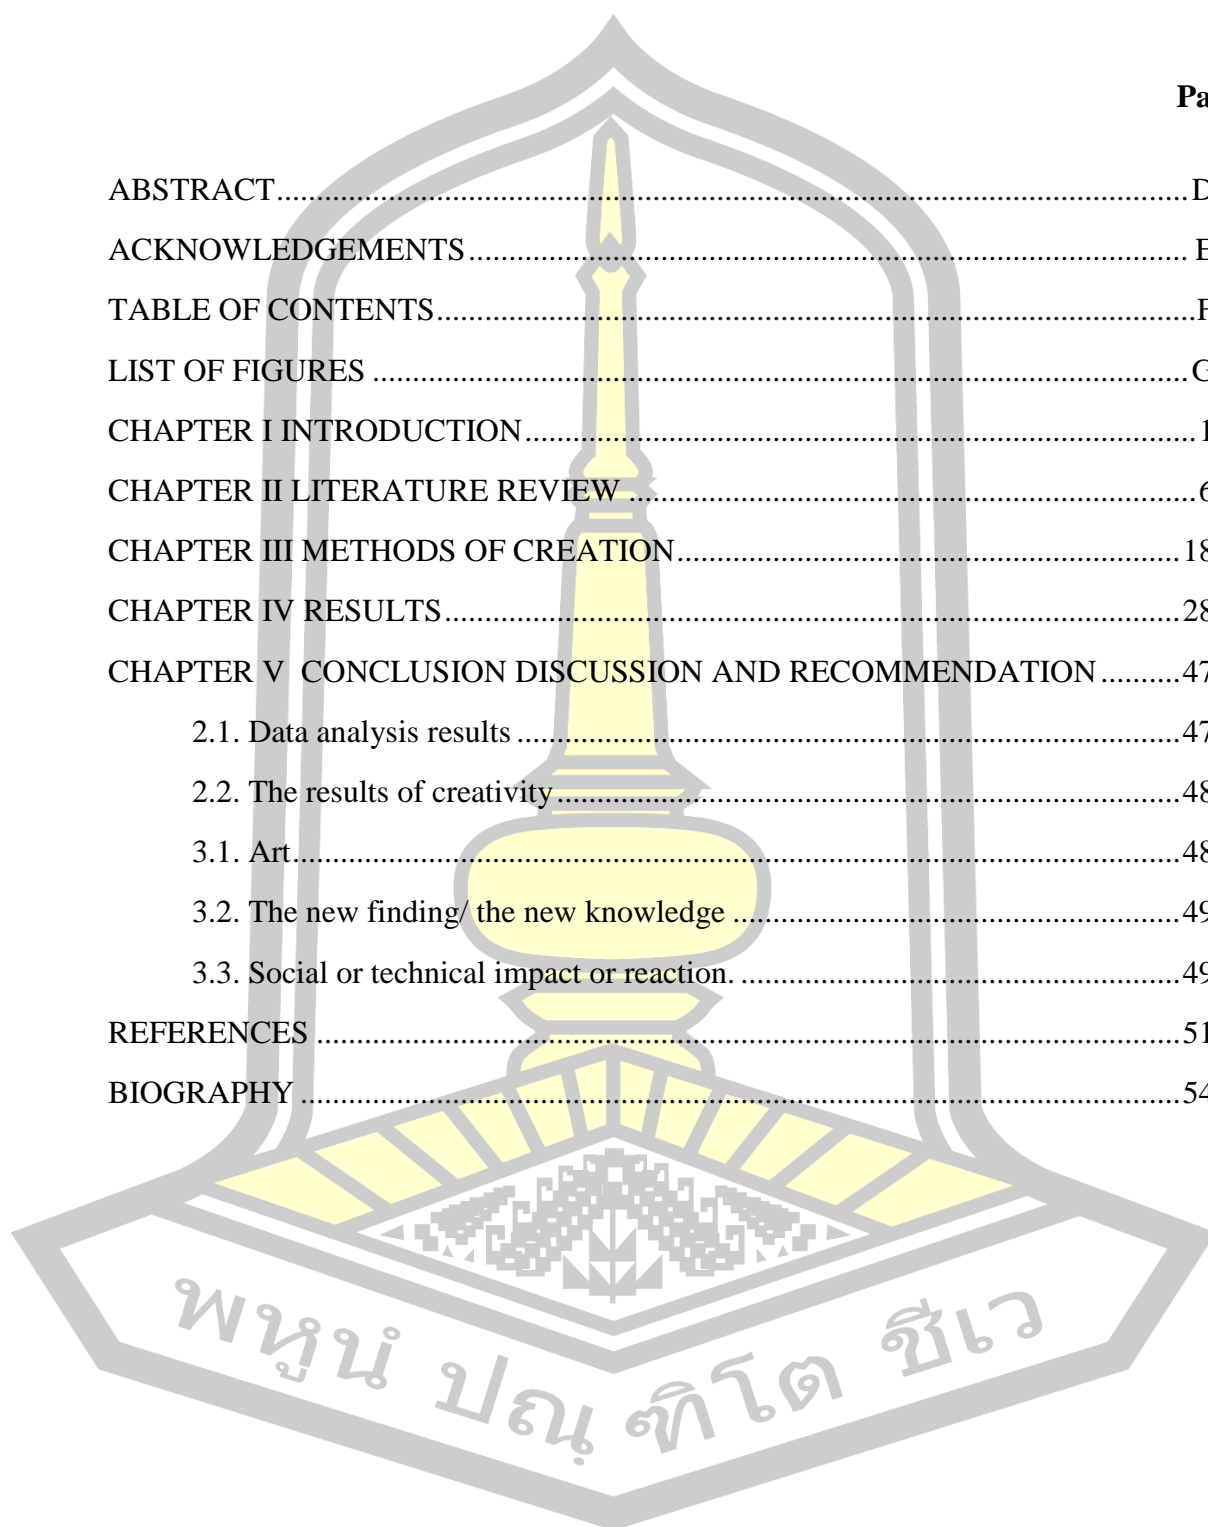 Pa
ABSTRACT.................................................................................................................. D
ACKNOWLEDGEMENTS.......................................................................................... E
TABLE OF CONTENTS............................................................................................... F
LIST OF FIGURES ...................................................................................................... G
CHAPTER I INTRODUCTION.................................................................................... 1
CHAPTER II LITERATURE REVIEW ...................................................................... 6
CHAPTER III METHODS OF CREATION............................................................... 18
CHAPTER IV RESULTS............................................................................................ 28
CHAPTER V CONCLUSION DISCUSSION AND RECOMMENDATION .......... 47
2.1. Data analysis results ................................................................................... 47
2.2. The results of creativity.............................................................................. 48
3.1. Art............................................................................................................... 48
3.2. The new finding/ the new knowledge ........................................................ 49
3.3. Social or technical impact or reaction. ....................................................... 49
REFERENCES ............................................................................................................ 51
BIOGRAPHY .............................................................................................................. 54
พหูนํ ปณฺฑิโต ชีเว